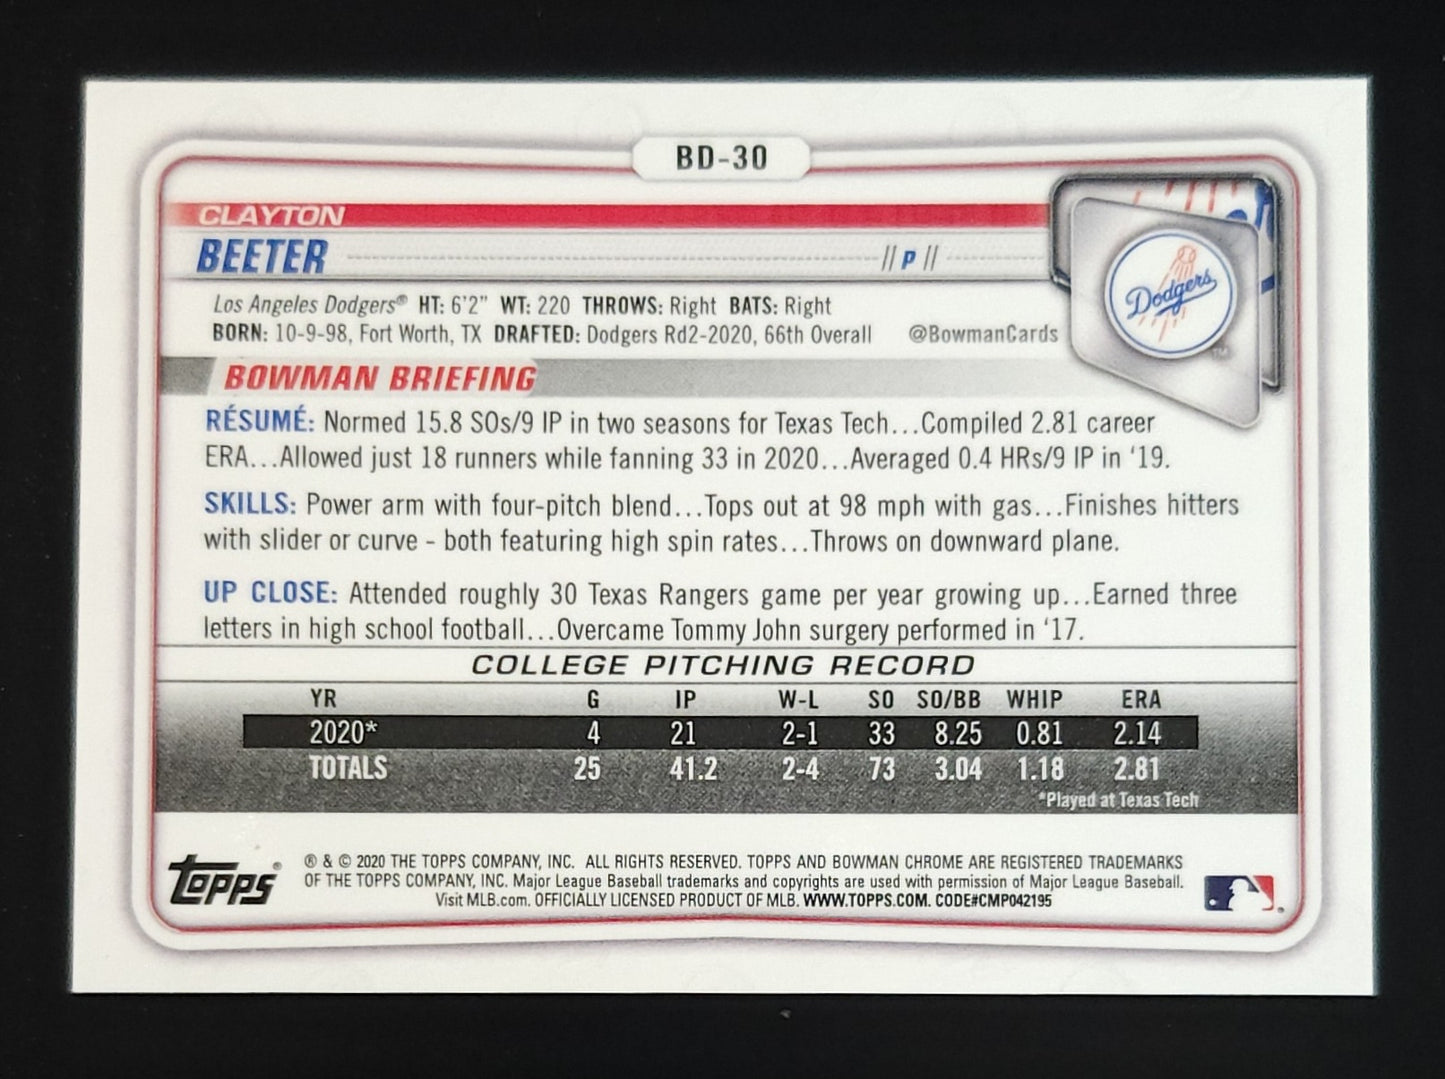 BD-30
CLAYTON
BEETER // P //
Los Angeles Dodgers® HT: 6'2" WT: 220 THROWS: Right BATS: Right
BORN: 10-9-98, Fort Worth, TX DRAFTED: Dodgers Rd2-2020, 66th Overall @BowmanCards
Dodgers
TM
BOWMAN BRIEFING
RÉSUMÉ: Normed 15.8 SOs/9 IP in two seasons for Texas Tech...Compiled 2.81 career
ERA...Allowed just 18 runners while fanning 33 in 2020...Averaged 0.4 HRs/9 IP in '19.
SKILLS: Power arm with four-pitch blend...Tops out at 98 mph with gas...Finishes hitters
with slider or curve - both featuring high spin rates...Throws on downward plane.
UP CLOSE: Attended roughly 30 Texas Rangers game per year growing up...Earned three
letters in high school football...Overcame Tommy John surgery performed in '17.
COLLEGE PITCHING RECORD
YR G IP W-L SO SO/BB WHIP ERA
2020* 4 21 2-1 33 8.25 0.81 2.14
TOTALS 25 41.2 2-4 73 3.04 1.18 2.81
*Played at Texas Tech
Topps®
® & © 2020 THE TOPPS COMPANY, INC. ALL RIGHTS RESERVED. TOPPS AND BOWMAN CHROME ARE REGISTERED TRADEMARKS
OF THE TOPPS COMPANY, INC. Major League Baseball trademarks and copyrights are used with permission of Major League Baseball.
Visit MLB.com. OFFICIALLY LICENSED PRODUCT OF MLB. WWW.TOPPS.COM. CODE#CMP042195